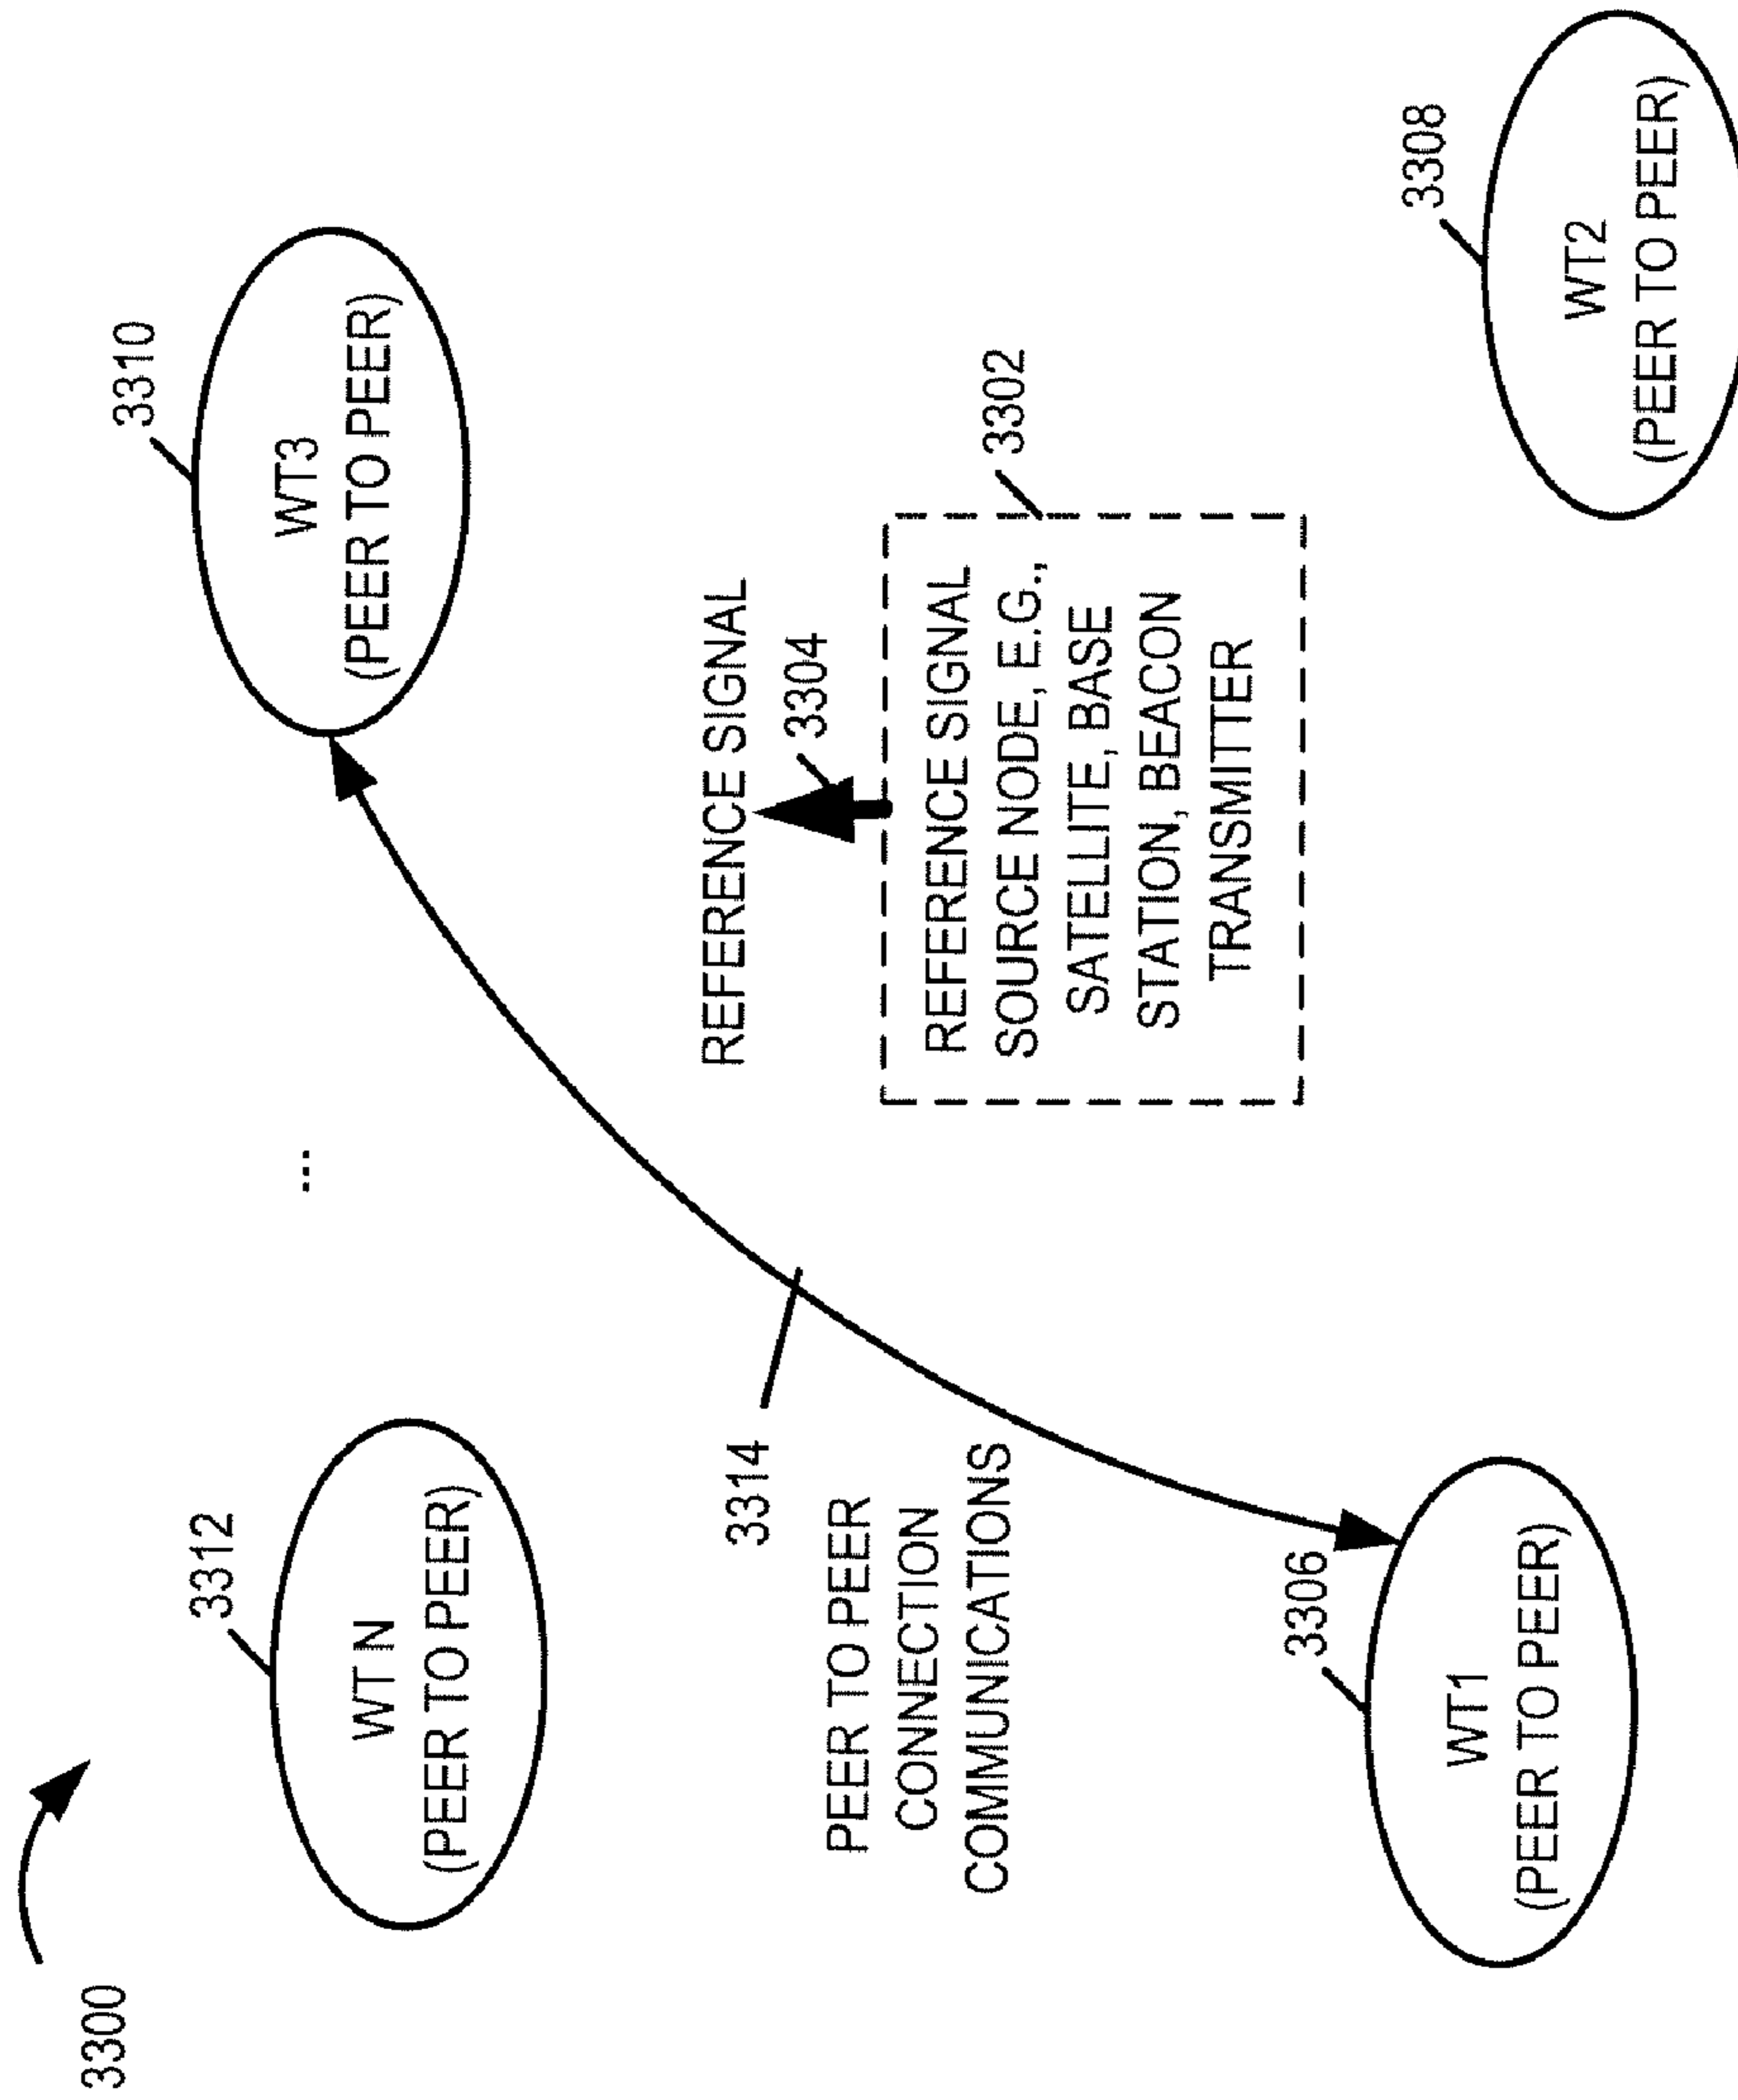 3300
3312
WT N
(PEER TO PEER)
...
3310
WT3
(PEER TO PEER)
3314
PEER TO PEER
CONNECTION
COMMUNICATIONS
REFERENCE SIGNAL
3304
3302
REFERENCE SIGNAL
SOURCE NODE, E.G.,
SATELLITE, BASE
STATION, BEACON
TRANSMITTER
3306
WT1
(PEER TO PEER)
3308
WT2
(PEER TO PEER)